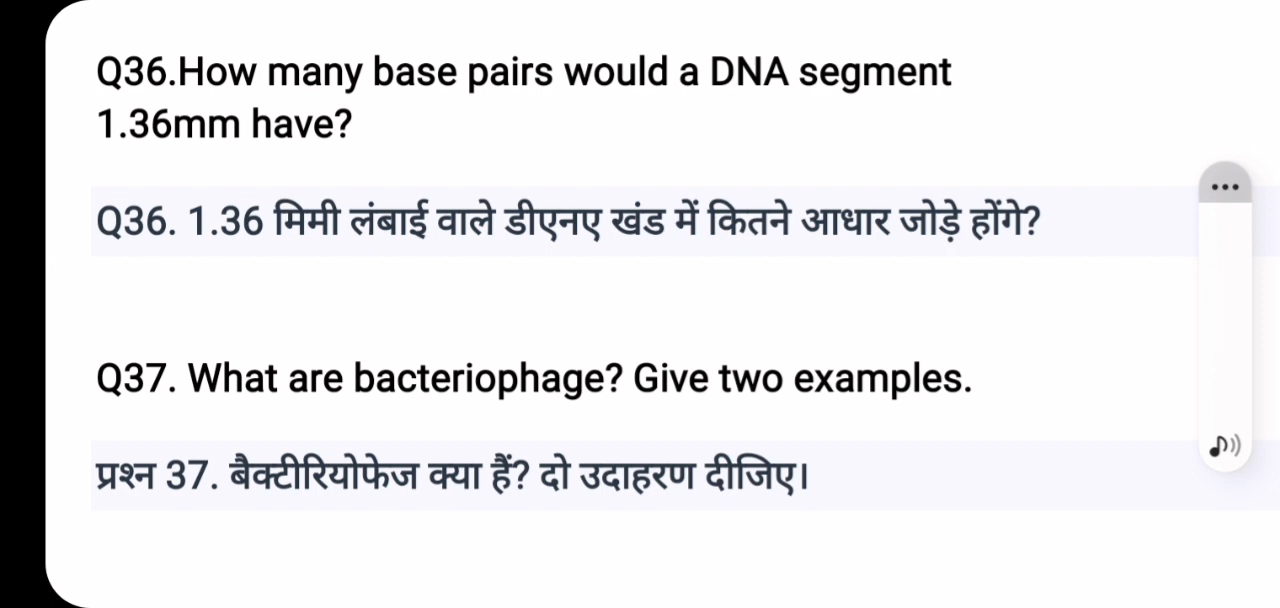 Q36.How many base pairs would a DNA segment
1.36mm have?
Q36. 1.36 मिमी लंबाई वाले डीएनए खंड में कितने आधार जोड़े होंगे?
Q37. What are bacteriophage? Give two examples.
प्रश्न 37. बैक्टीरियोफेज क्या हैं? दो उदाहरण दीजिए।